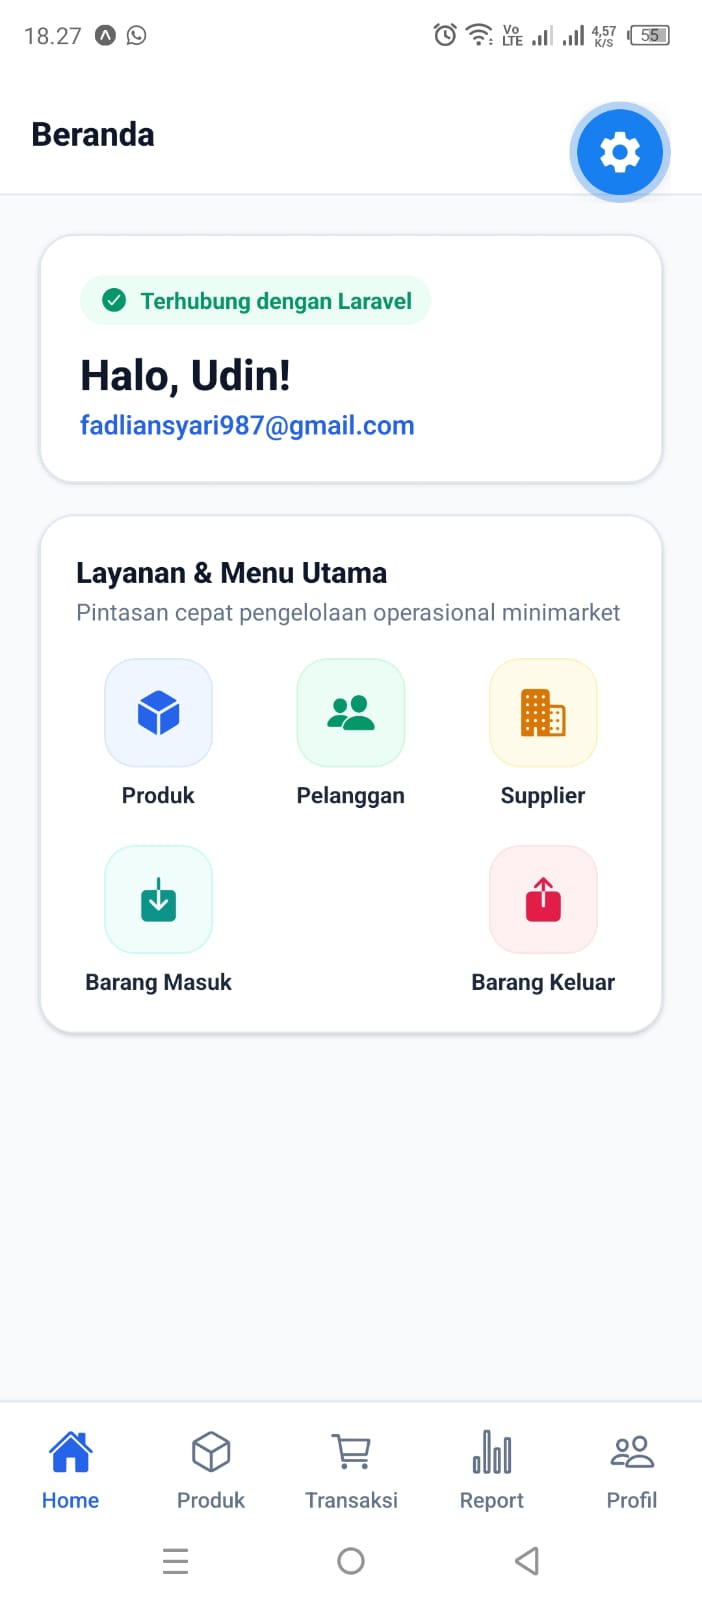 18.27
Vo LTE
4,57 K/S
55
Beranda
Terhubung dengan Laravel
Halo, Udin!
fadliansyari987@gmail.com
Layanan & Menu Utama
Pintasan cepat pengelolaan operasional minimarket
Produk
Pelanggan
Supplier
Barang Masuk
Barang Keluar
Home
Produk
Transaksi
Report
Profil